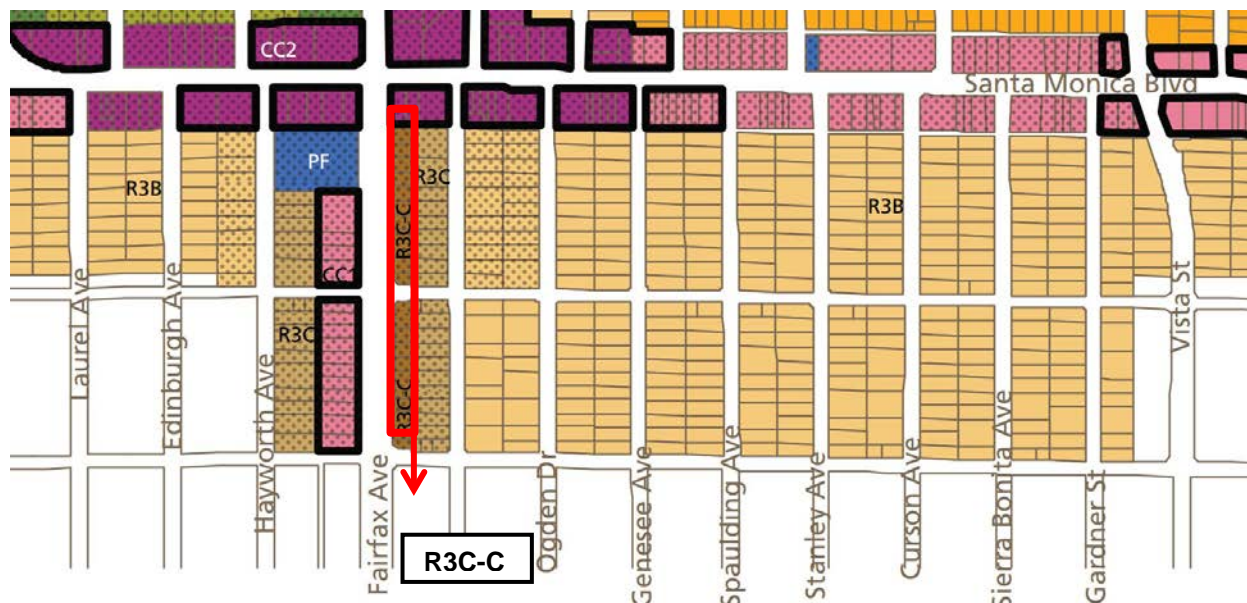 CC2
Santa Monica Blvd
PF
R3B
R3C
R3C-C
R3B
CC1
R3C
R3C-C
Laurel Ave
Edinburgh Ave
Hayworth Ave
Fairfax Ave
Ogden Dr
Genesee Ave
Spaulding Ave
Stanley Ave
Curson Ave
Sierra Bonita Ave
Gardner St
Vista St
R3C-C